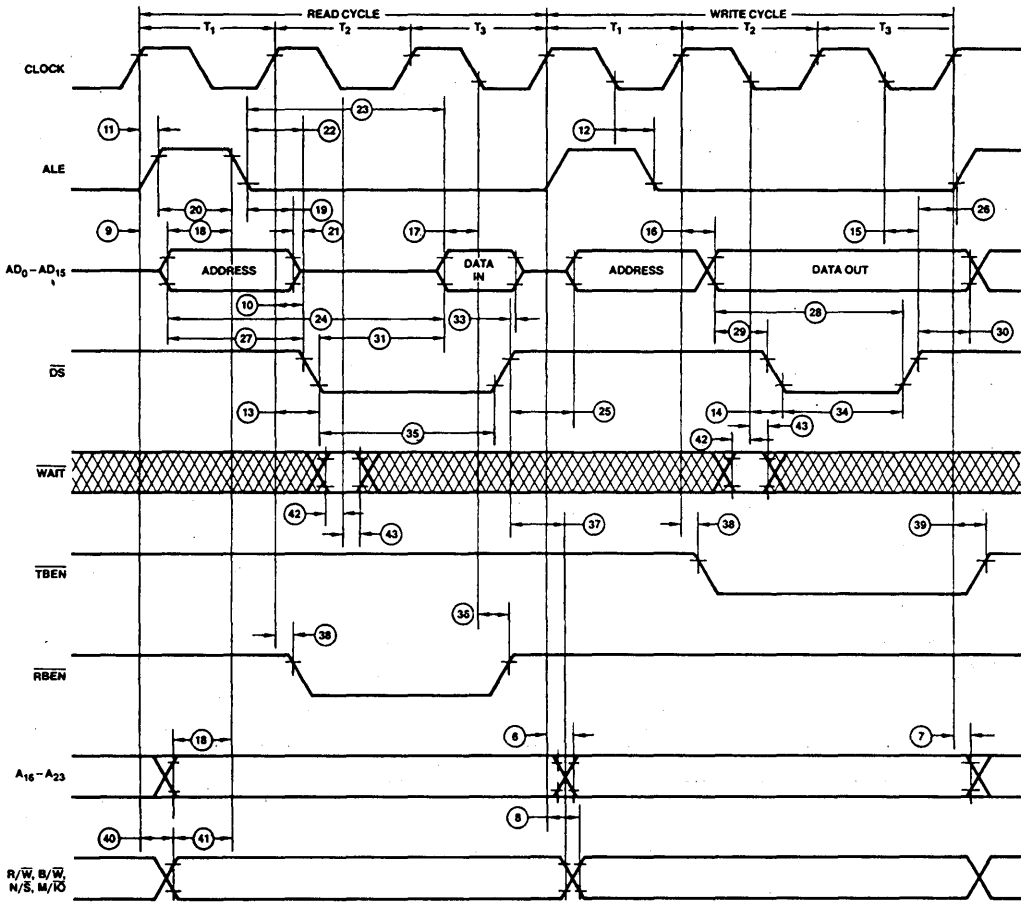 READ CYCLE WRITE CYCLE
T1 T2 T3 T1 T2 T3
CLOCK
23
11 22 12
ALE
20 19 26
9 18 21 17 16 15
AD0–AD15 ADDRESS DATA IN ADDRESS DATA OUT
10
24 33 28
27 31 29 30
DS
13 25 14 34
35 42 43
WAIT
42 43 37 38 39
TBEN
36
38
RBEN
18 6 7
A16–A23
8
40 41
R/W, B/W,
N/S, M/IO